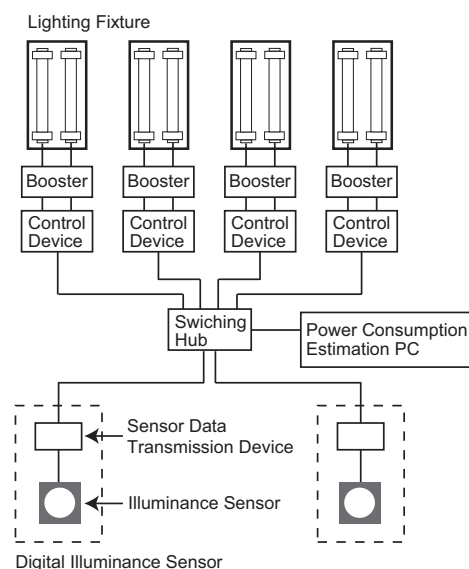 Lighting Fixture
Booster
Booster
Booster
Booster
Control
Device
Control
Device
Control
Device
Control
Device
Swiching
Hub
Power Consumption
Estimation PC
Sensor Data
Transmission Device
Illuminance Sensor
Digital Illuminance Sensor